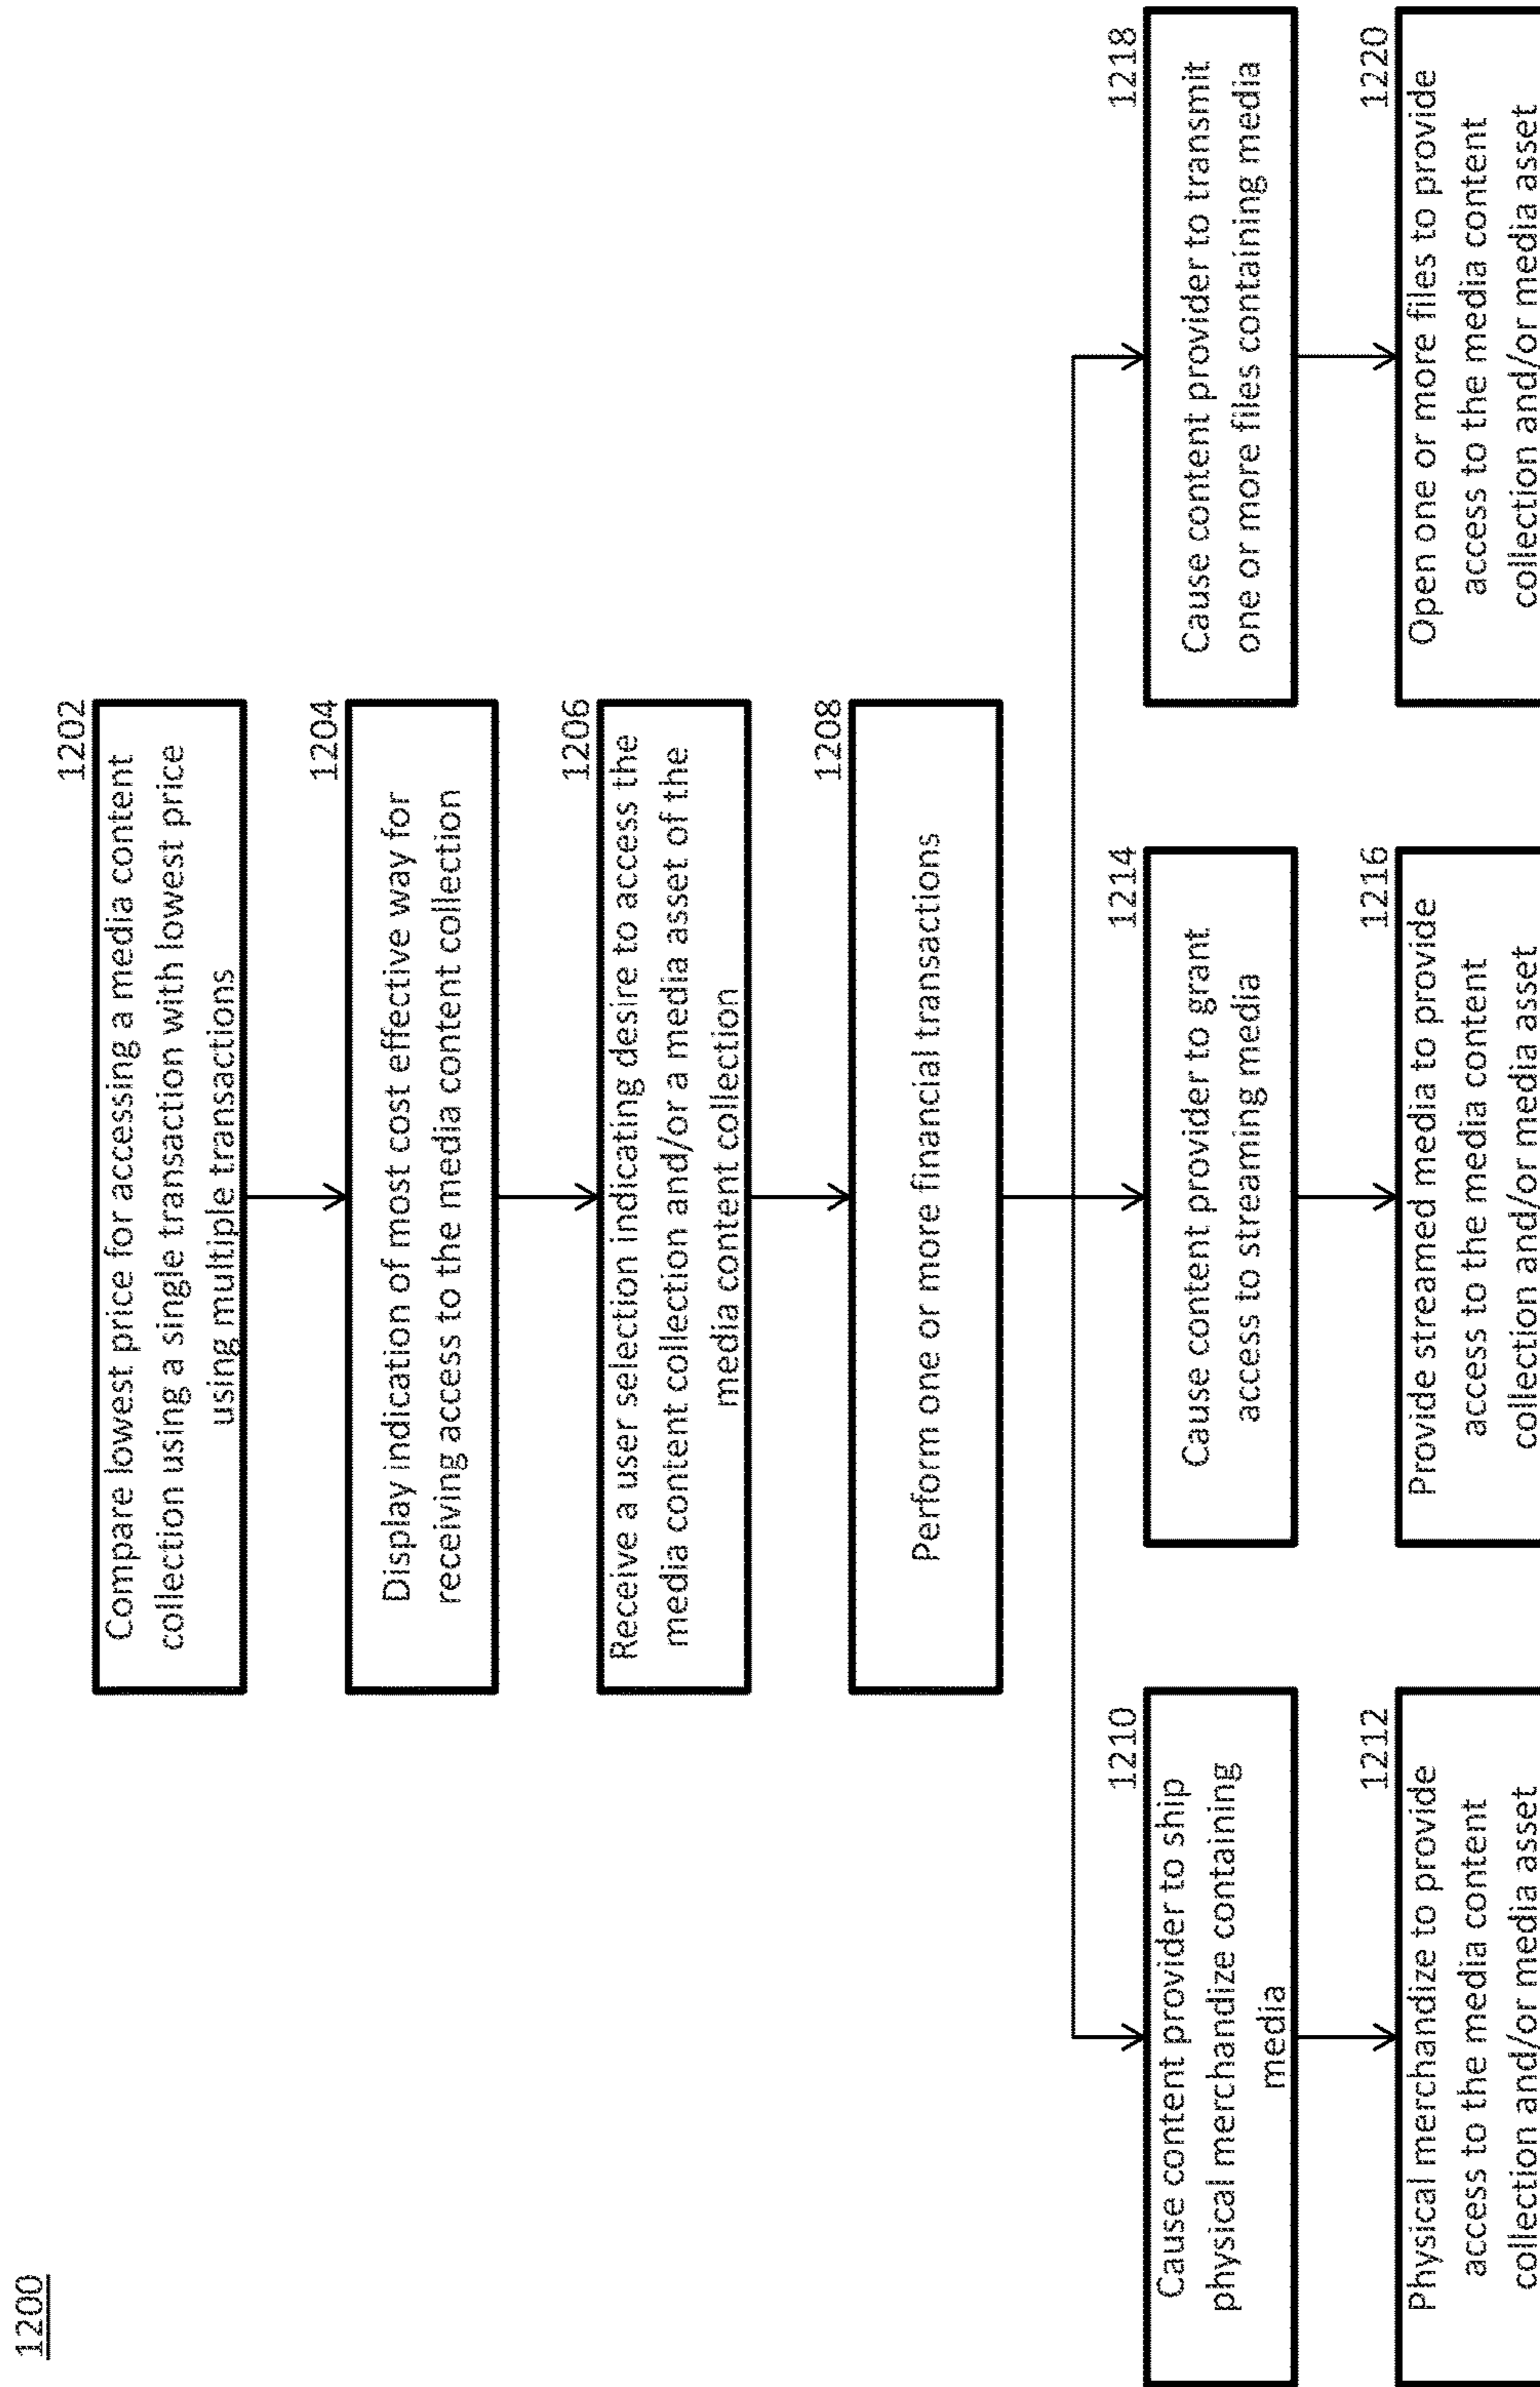 1200
1202
Compare lowest price for accessing a media content
collection using a single transaction with lowest price
using multiple transactions
1204
Display indication of most cost effective way for
receiving access to the media content collection
1206
Receive a user selection indicating desire to access the
media content collection and/or a media asset of the
media content collection
1208
Perform one or more financial transactions
1210
Cause content provider to ship
physical merchandize containing
media
1212
Physical merchandize to provide
access to the media content
collection and/or media asset
1214
Cause content provider to grant
access to streaming media
1216
Provide streamed media to provide
access to the media content
collection and/or media asset
1218
Cause content provider to transmit
one or more files containing media
1220
Open one or more files to provide
access to the media content
collection and/or media asset